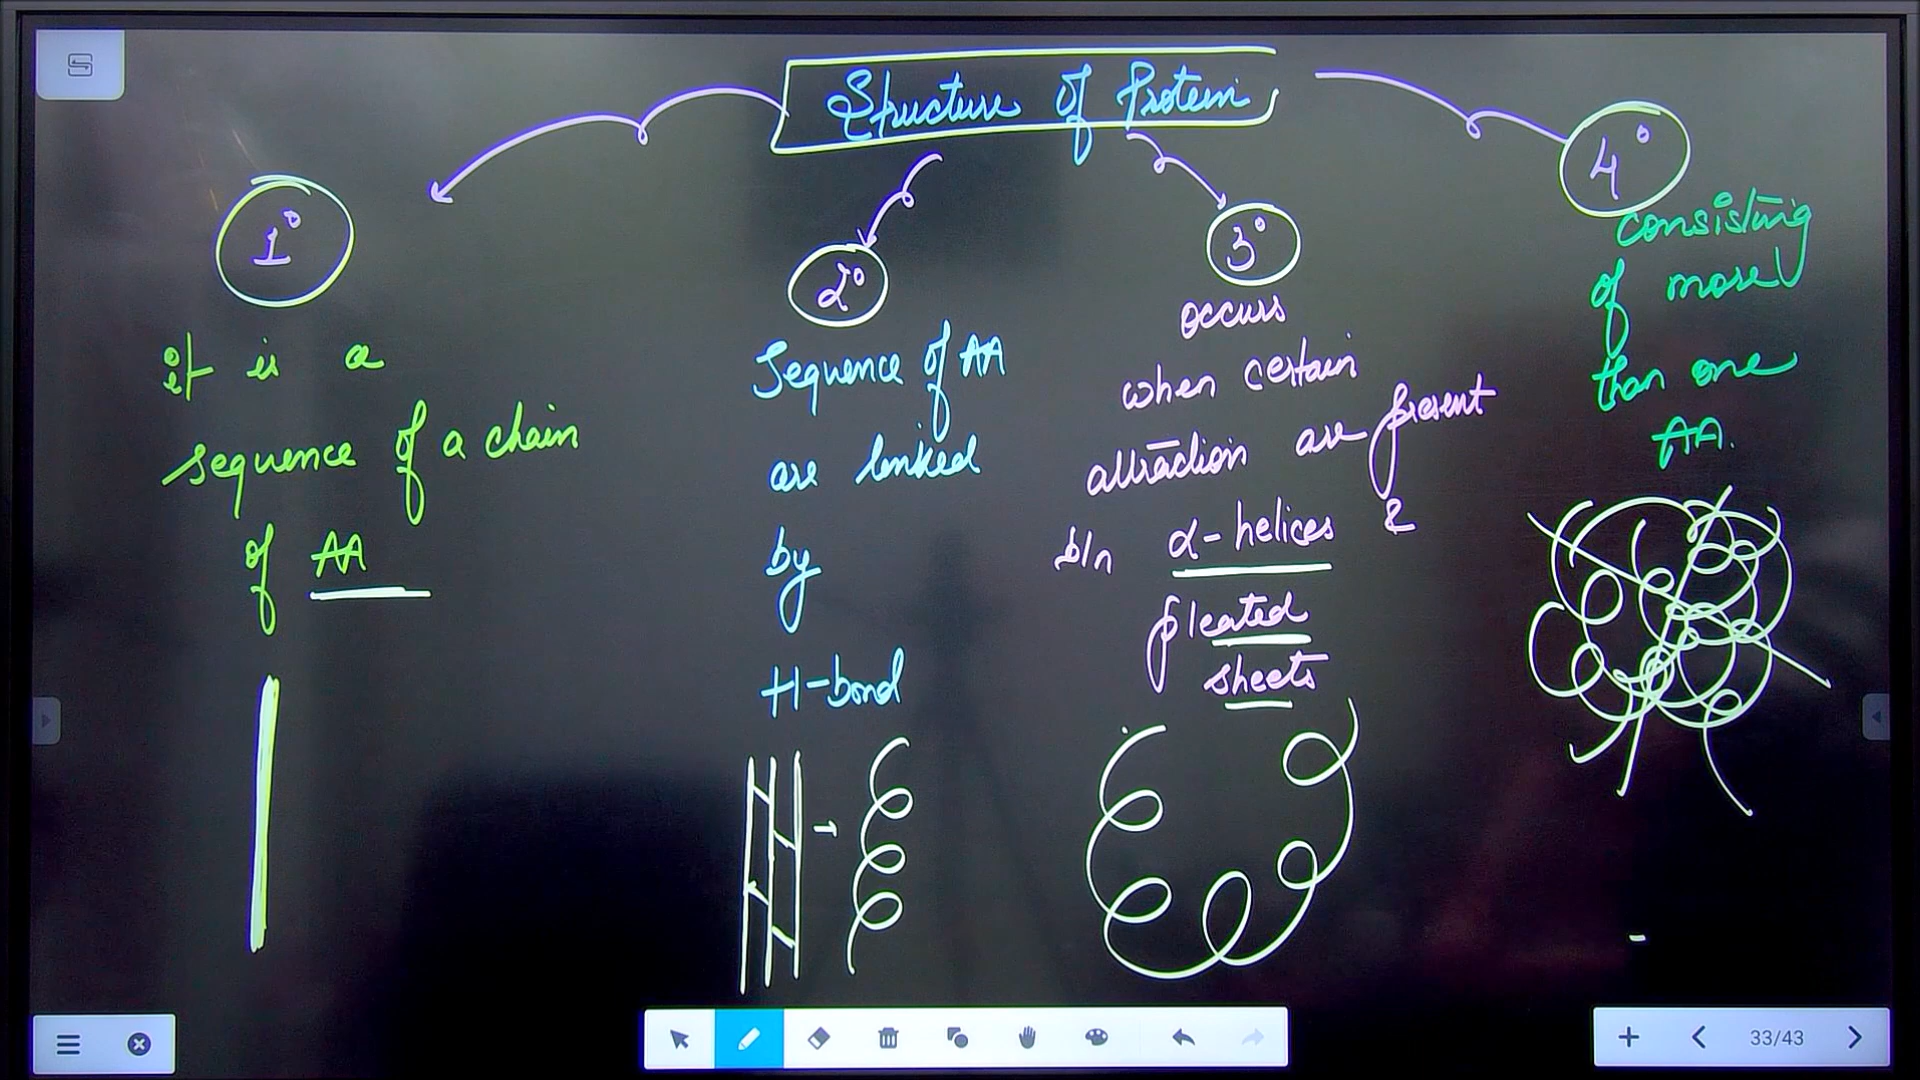 Structure of Protein
1°
it is a
sequence of a chain
of AA
2°
Sequence of AA
are linked
by
H-bond
3°
occurs
when certain
attraction are present
b/n α-helices &
pleated
sheets
4°
consisting
of more
than one
AA.
33/43